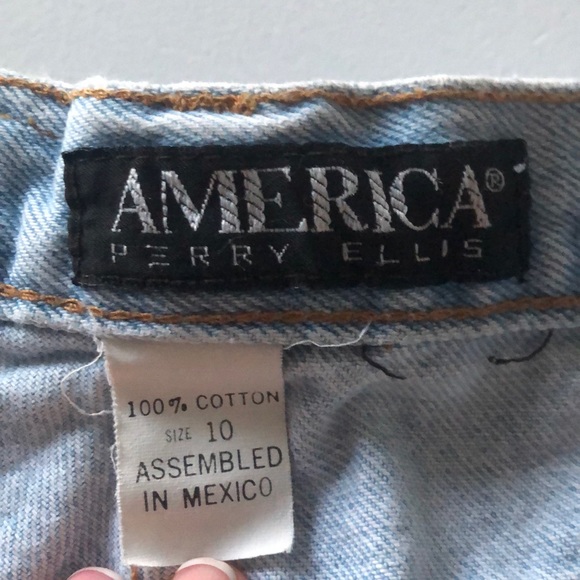 AMERICA®
PERRY ELLIS
100% COTTON
SIZE 10
ASSEMBLED
IN MEXICO